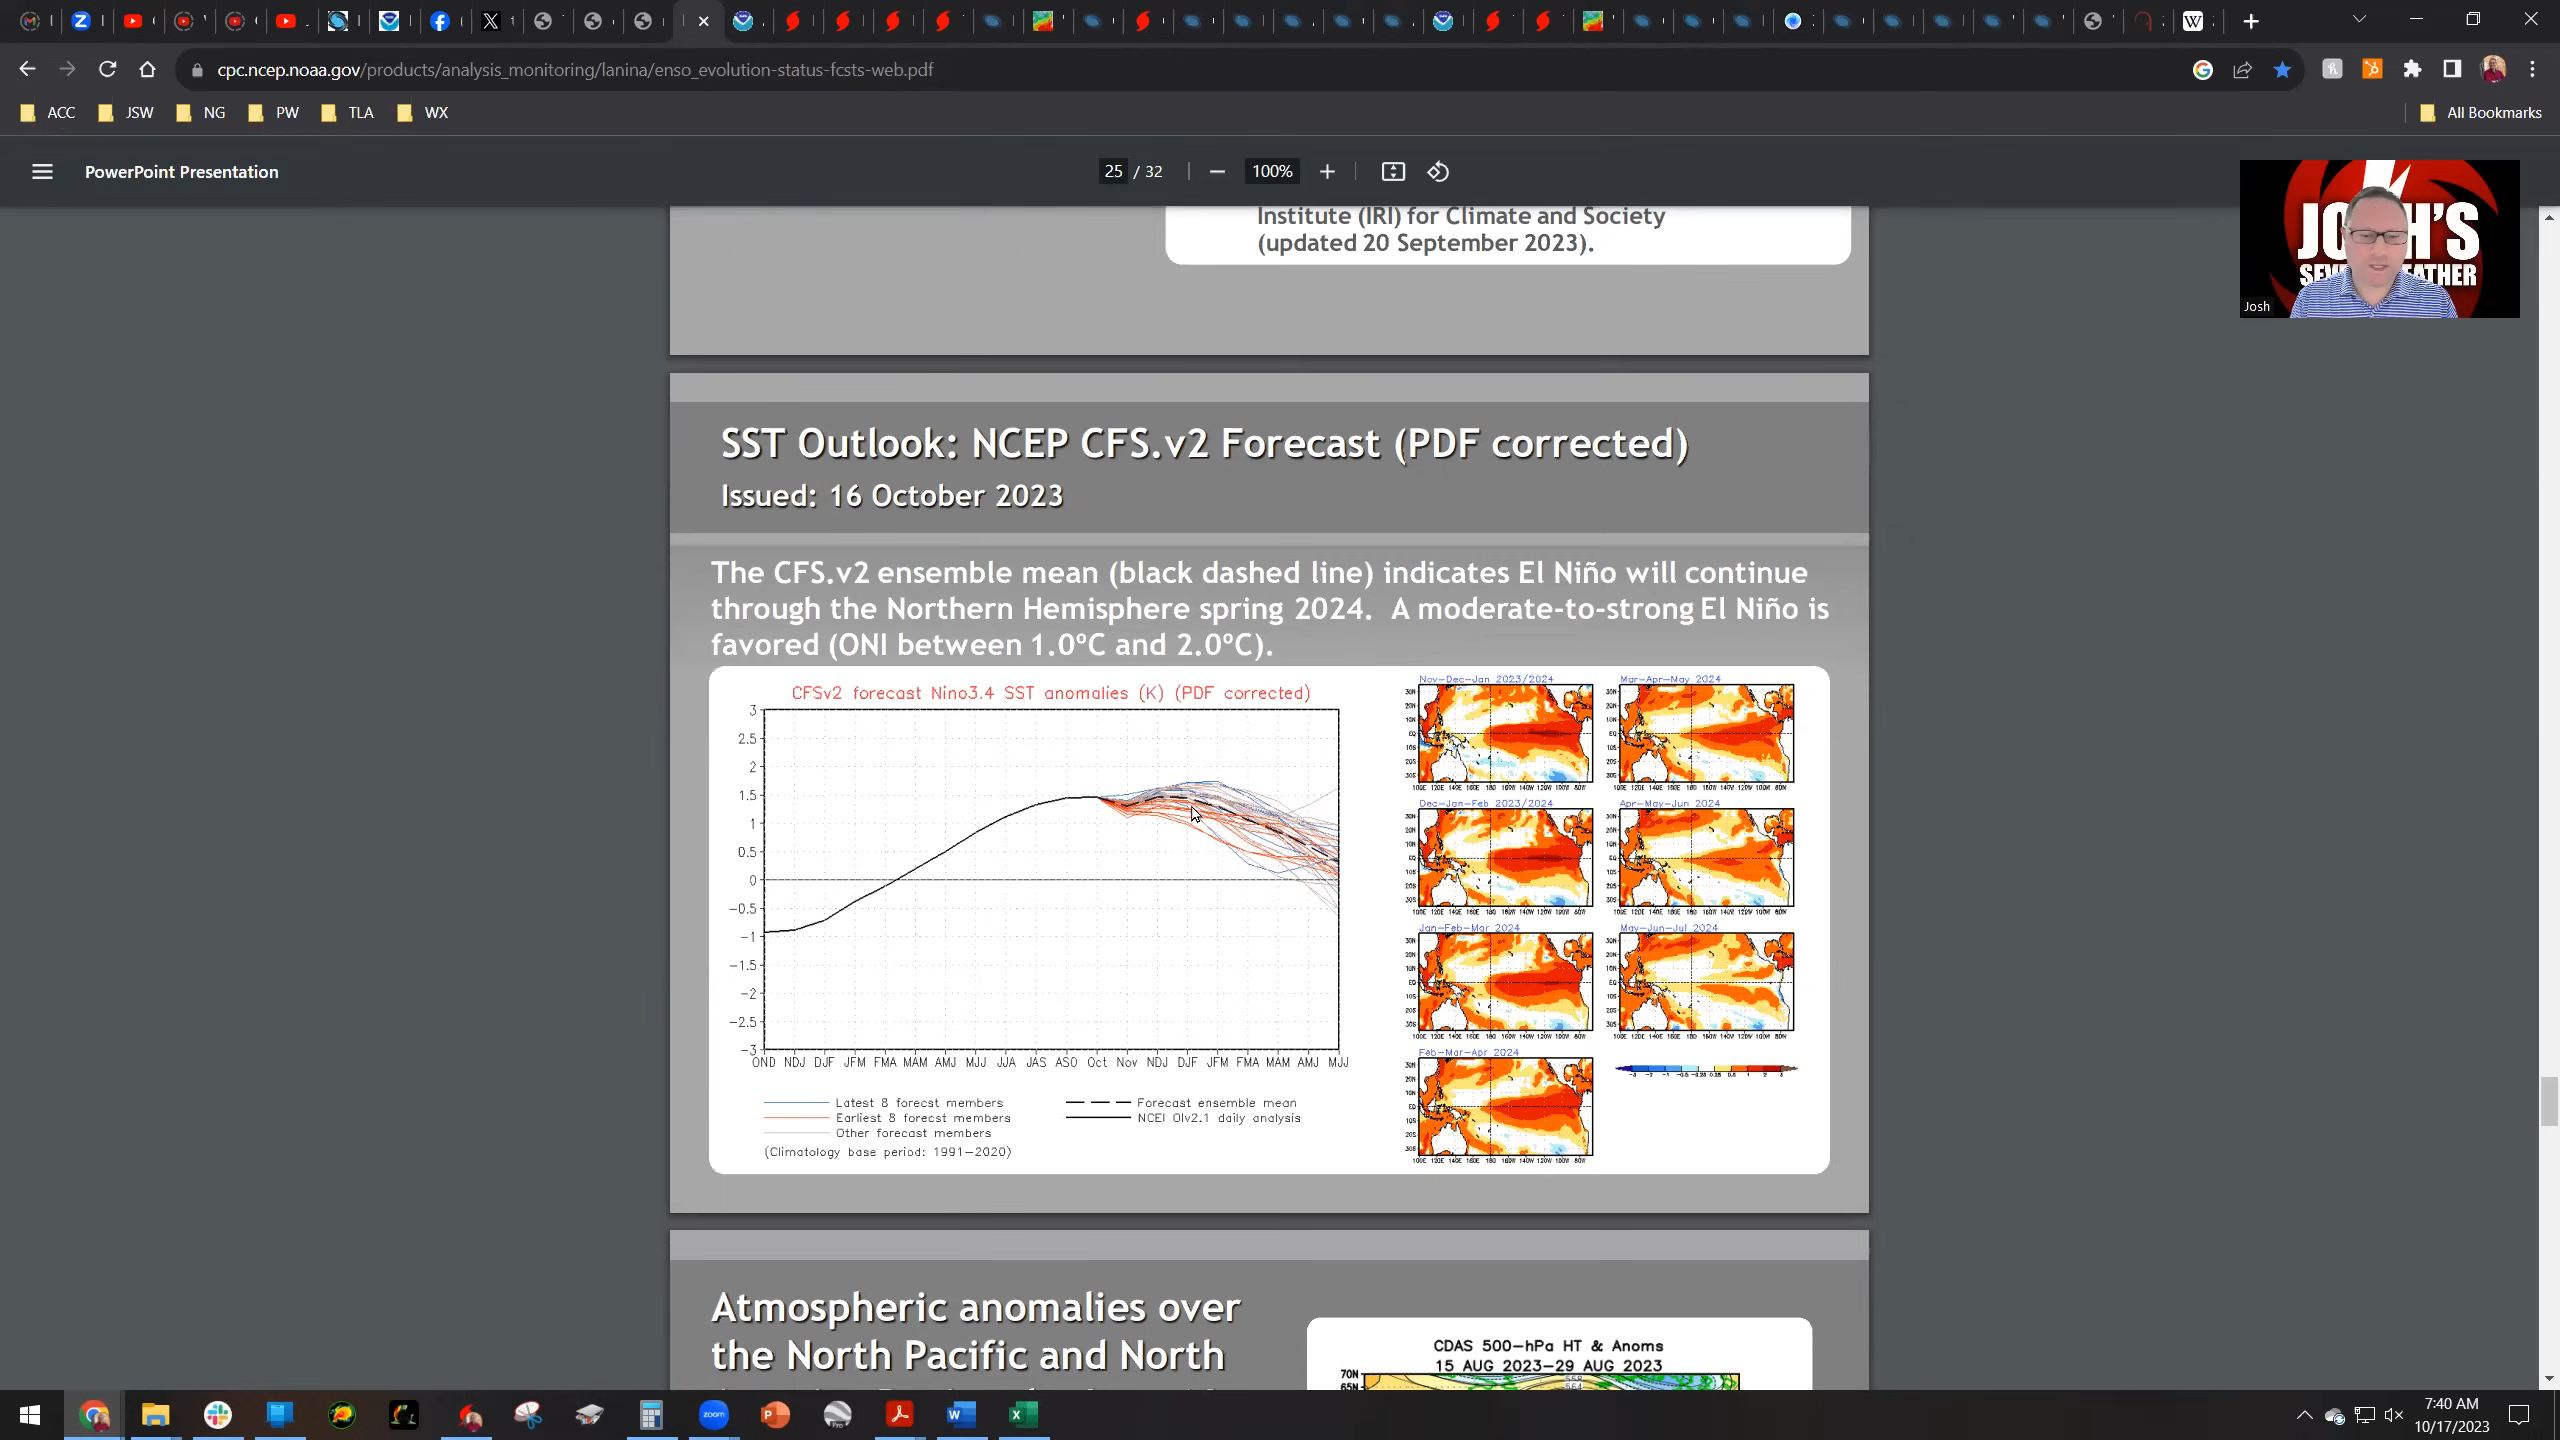 cpc.ncep.noaa.gov/products/analysis_monitoring/lanina/enso_evolution-status-fcsts-web.pdf
ACC JSW NG PW TLA WX All Bookmarks
PowerPoint Presentation 25 / 32 100%
JOSH'S
Josh
Institute (IRI) for Climate and Society
(updated 20 September 2023).
SST Outlook: NCEP CFS.v2 Forecast (PDF corrected)
Issued: 16 October 2023
The CFS.v2 ensemble mean (black dashed line) indicates El Niño will continue
through the Northern Hemisphere spring 2024. A moderate-to-strong El Niño is
favored (ONI between 1.0ºC and 2.0ºC).
CFSv2 forecast Nino3.4 SST anomalies (K) (PDF corrected)
3
2.5
2
1.5
1
0.5
0
-0.5
-1
-1.5
-2
-2.5
-3
OND NDJ DJF JFM FMA MAM AMJ MJJ JJA JAS ASO Oct Nov NDJ DJF JFM FMA MAM AMJ MJJ
Latest 8 forecst members
Earliest 8 forecst members
Other forecast members
(Climatology base period: 1991-2020)
Forecast ensemble mean
NCEI OIv2.1 daily analysis
Nov-Dec-Jan 2023/2024
Mar-Apr-May 2024
Dec-Jan-Feb 2023/2024
Apr-May-Jun 2024
Jan-Feb-Mar 2024
May-Jun-Jul 2024
Feb-Mar-Apr 2024
Atmospheric anomalies over
the North Pacific and North
CDAS 500-hPa HT & Anoms
15 AUG 2023-29 AUG 2023
70N
65N
zoom
7:40 AM
10/17/2023